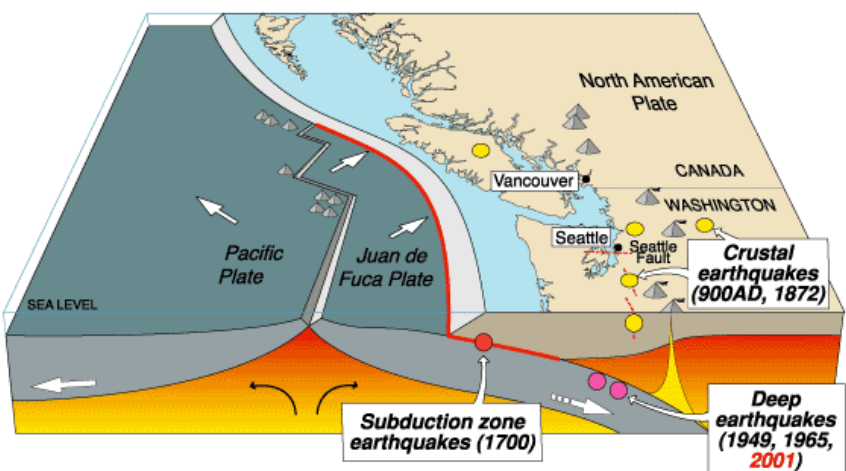 North American
Plate
CANADA
Vancouver
WASHINGTON
Seattle
Seattle
Fault
Pacific
Plate
Juan de
Fuca Plate
Crustal
earthquakes
(900AD, 1872)
SEA LEVEL
Subduction zone
earthquakes (1700)
Deep
earthquakes
(1949, 1965,
2001)